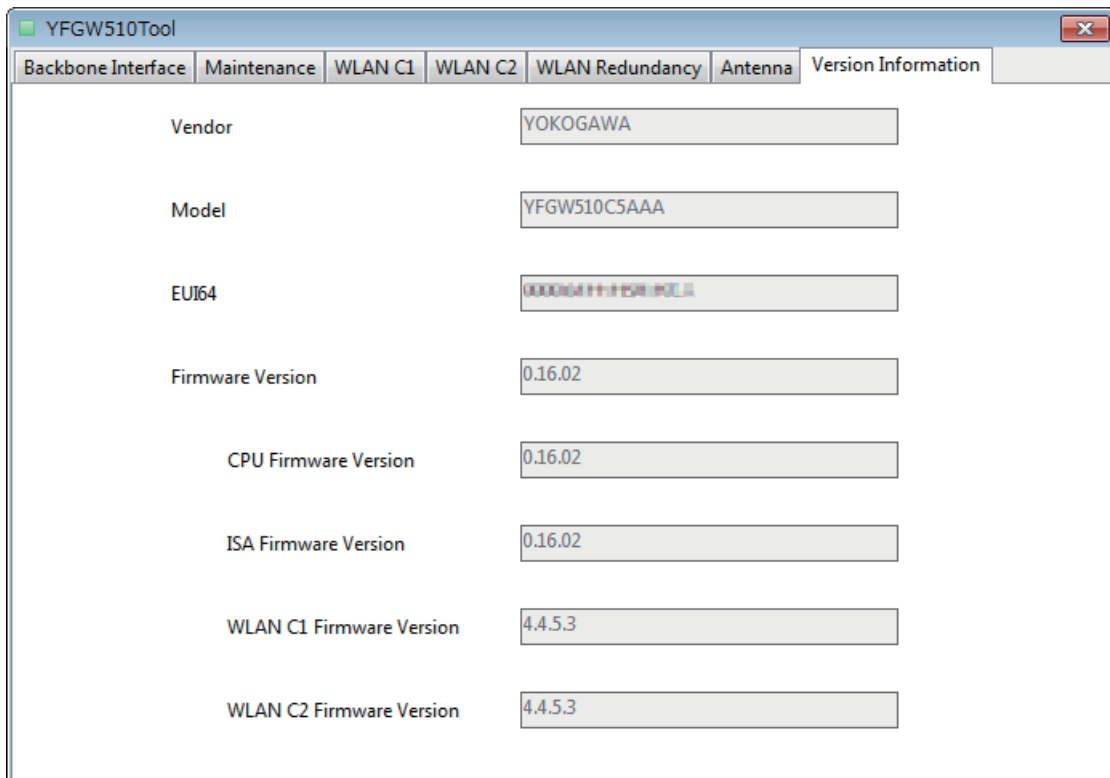 YFGW510Tool
Backbone Interface Maintenance WLAN C1 WLAN C2 WLAN Redundancy Antenna Version Information
Vendor YOKOGAWA
Model YFGW510C5AAA
EUI64
Firmware Version 0.16.02
CPU Firmware Version 0.16.02
ISA Firmware Version 0.16.02
WLAN C1 Firmware Version 4.4.5.3
WLAN C2 Firmware Version 4.4.5.3